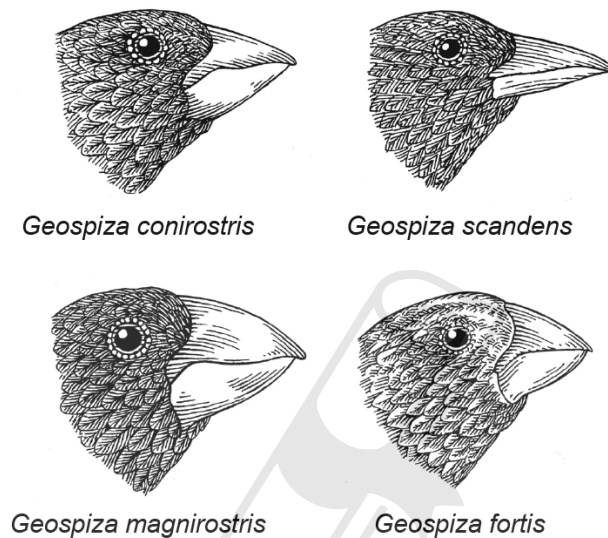 Geospiza conirostris
Geospiza scandens
Geospiza magnirostris
Geospiza fortis